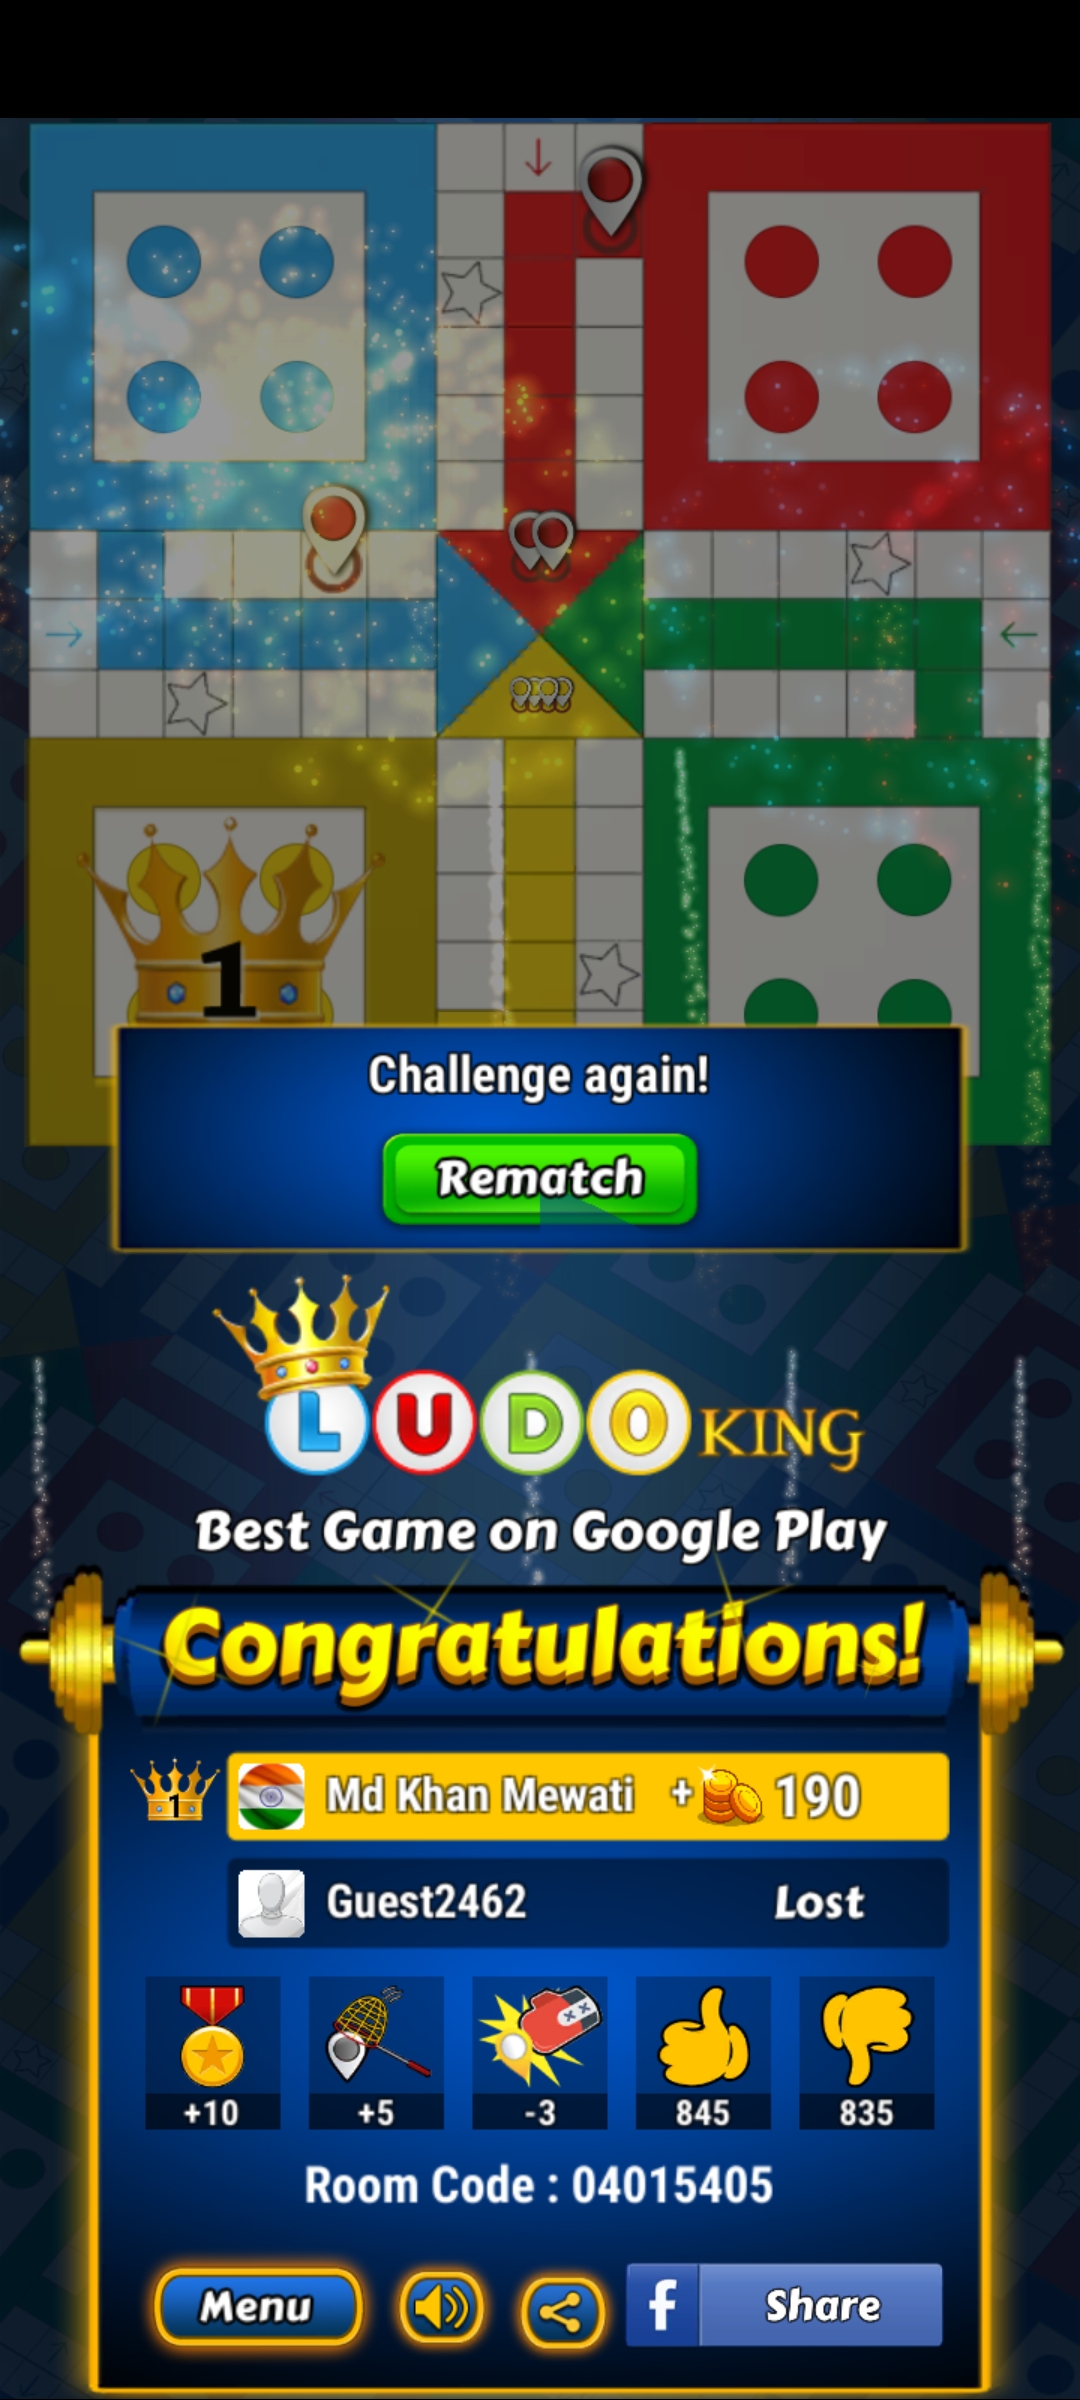 1
Challenge again!
Rematch
LUDO KING
Best Game on Google Play
Congratulations!
1 Md Khan Mewati + 190
Guest2462 Lost
+10 +5 -3 845 835
Room Code : 04015405
Menu f Share